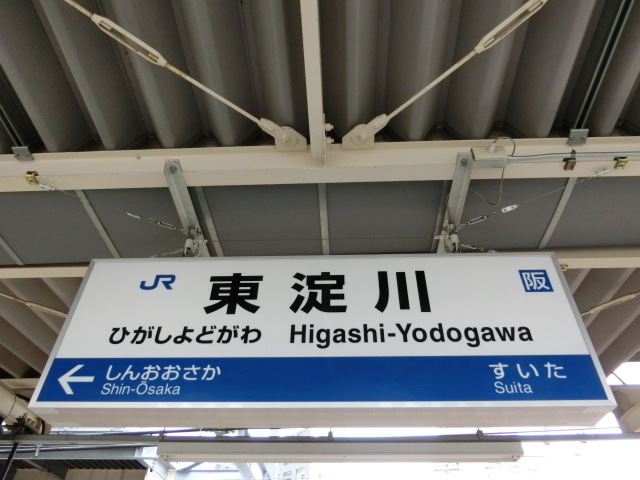 JR 東淀川 阪
ひがしよどがわ Higashi-Yodogawa
しんおおさか すいた
Shin-Ōsaka Suita